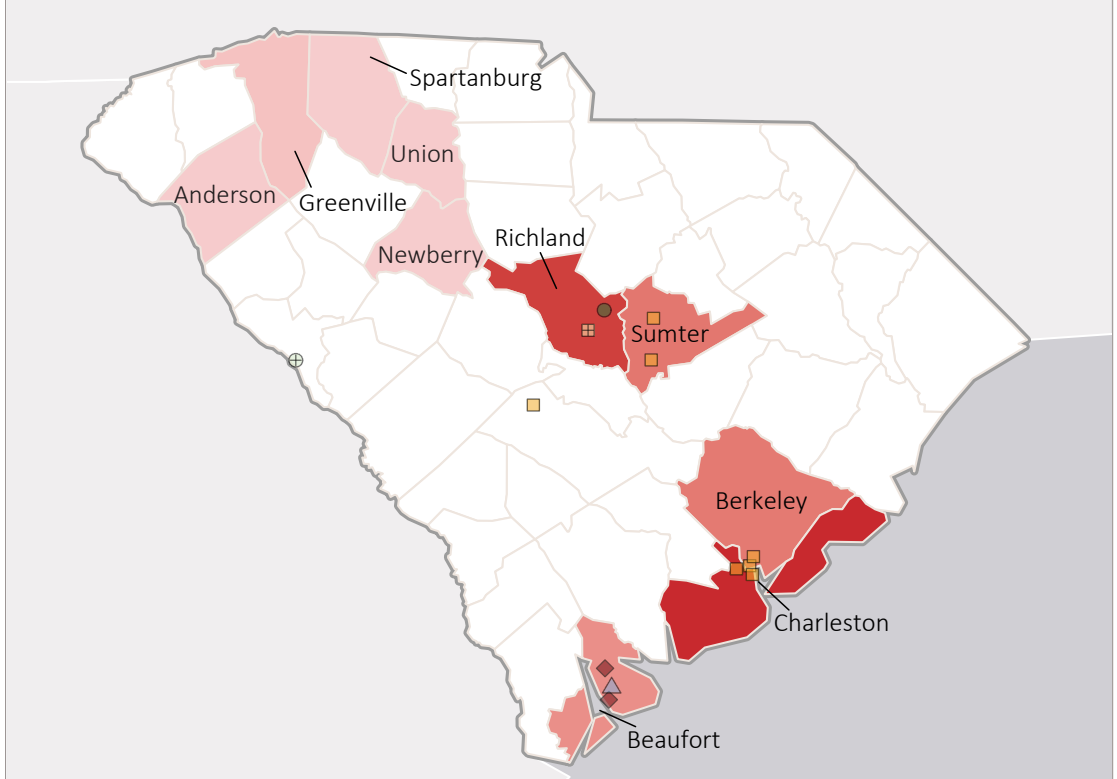 Spartanburg
Union
Anderson
Greenville
Richland
Newberry
Sumter
Berkeley
Charleston
Beaufort